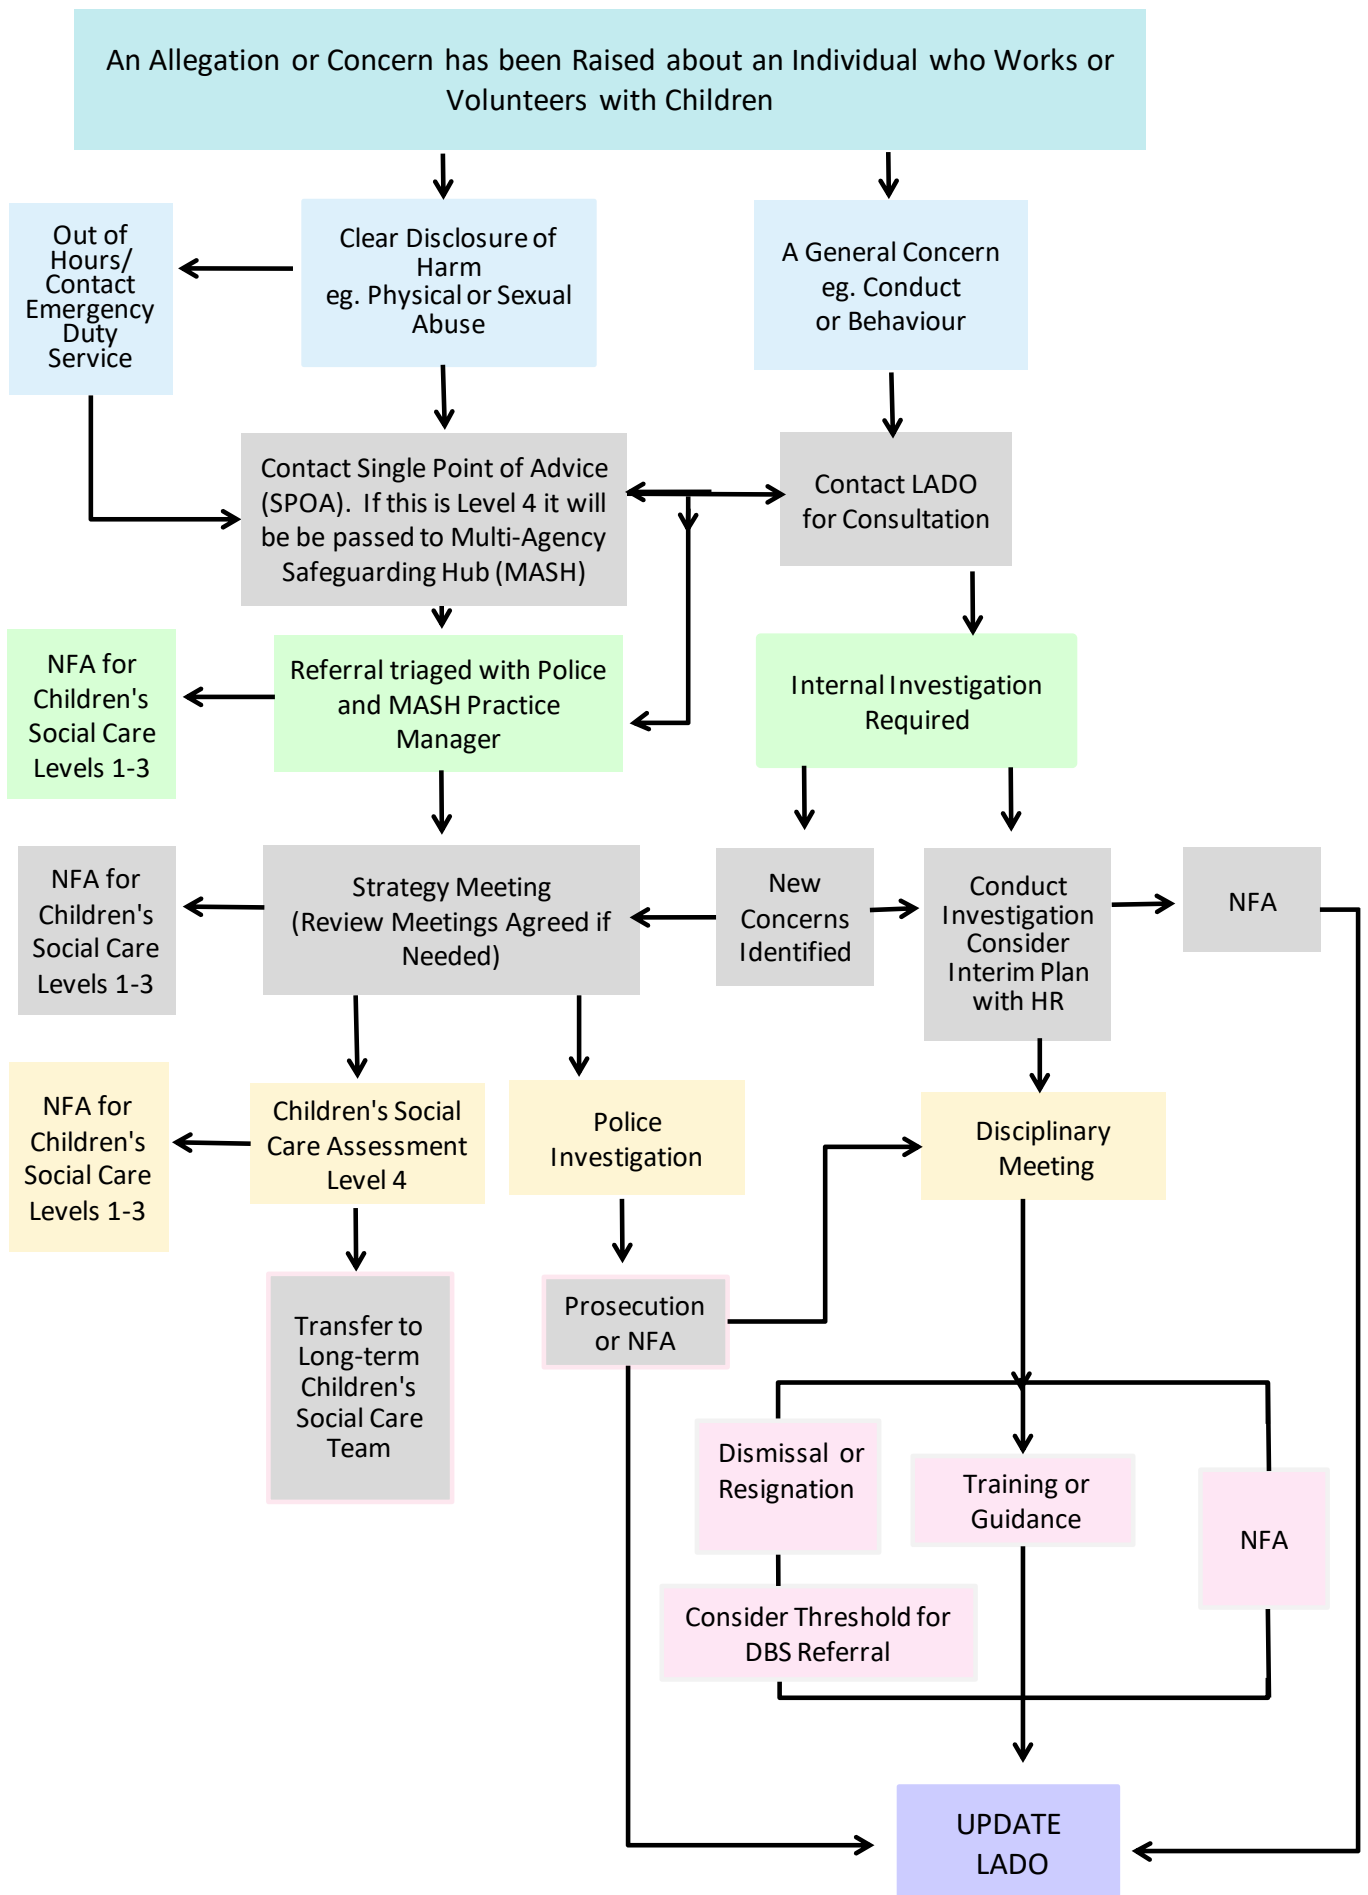 An Allegation or Concern has been Raised about an Individual who Works or
Volunteers with Children
Out of
Hours/
Contact
Emergency
Duty
Service
Clear Disclosure of
Harm
eg. Physical or Sexual
Abuse
A General Concern
eg. Conduct
or Behaviour
Contact Single Point of Advice
(SPOA). If this is Level 4 it will
be be passed to Multi-Agency
Safeguarding Hub (MASH)
Contact LADO
for Consultation
NFA for
Children's
Social Care
Levels 1-3
Referral triaged with Police
and MASH Practice
Manager
Internal Investigation
Required
NFA for
Children's
Social Care
Levels 1-3
Strategy Meeting
(Review Meetings Agreed if
Needed)
New
Concerns
Identified
Conduct
Investigation
Consider
Interim Plan
with HR
NFA
NFA for
Children's
Social Care
Levels 1-3
Children's Social
Care Assessment
Level 4
Police
Investigation
Disciplinary
Meeting
Transfer to
Long-term
Children's
Social Care
Team
Prosecution
or NFA
Dismissal or
Resignation
Training or
Guidance
NFA
Consider Threshold for
DBS Referral
UPDATE
LADO